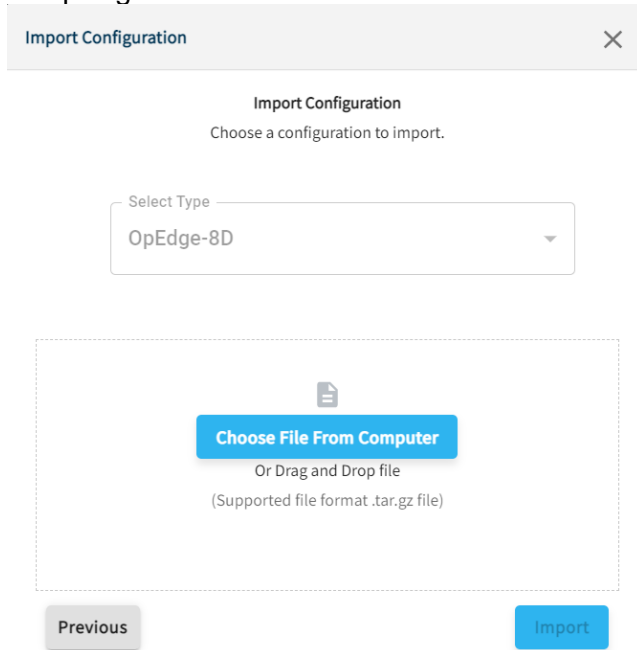 Import Configuration
Import Configuration
Choose a configuration to import.
Select Type
OpEdge-8D
Choose File From Computer
Or Drag and Drop file
(Supported file format .tar.gz file)
Previous
Import